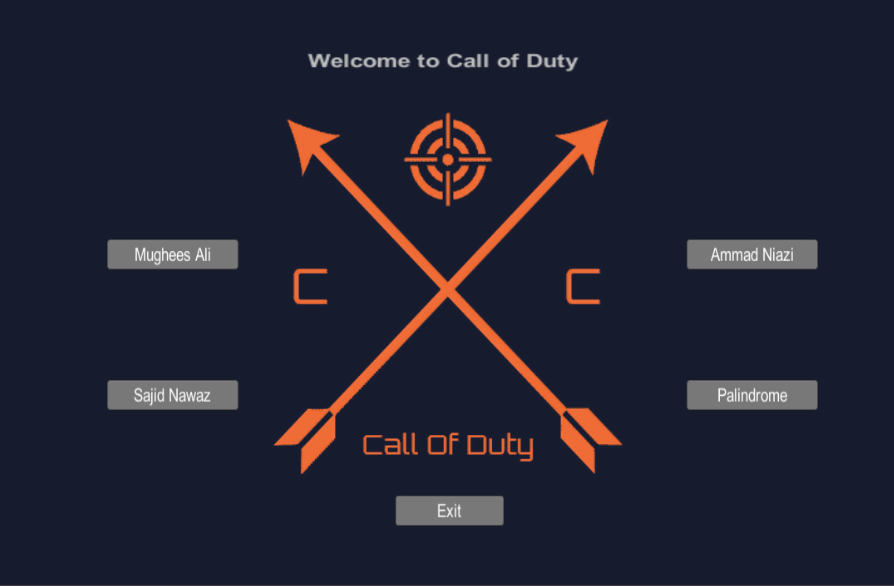 Welcome to Call of Duty
Mughees Ali
Ammad Niazi
C
C
Sajid Nawaz
Palindrome
Call Of Duty
Exit